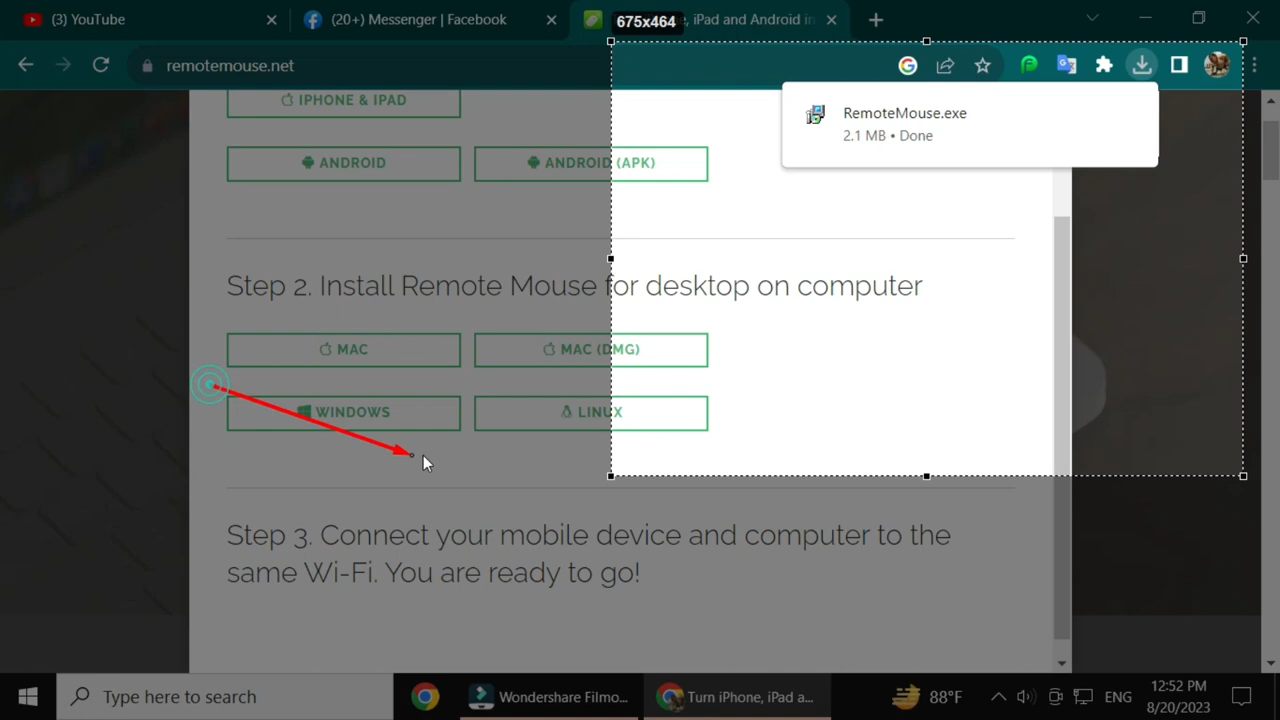 (3) YouTube
(20+) Messenger | Facebook
675x464
, iPad and Android in
remotemouse.net
RemoteMouse.exe
2.1 MB • Done
IPHONE & IPAD
ANDROID
ANDROID (APK)
Step 2. Install Remote Mouse for desktop on computer
MAC
MAC (DMG)
WINDOWS
LINUX
Step 3. Connect your mobile device and computer to the
same Wi-Fi. You are ready to go!
Type here to search
Wondershare Filmo...
Turn iPhone, iPad a...
88°F
ENG
12:52 PM
8/20/2023